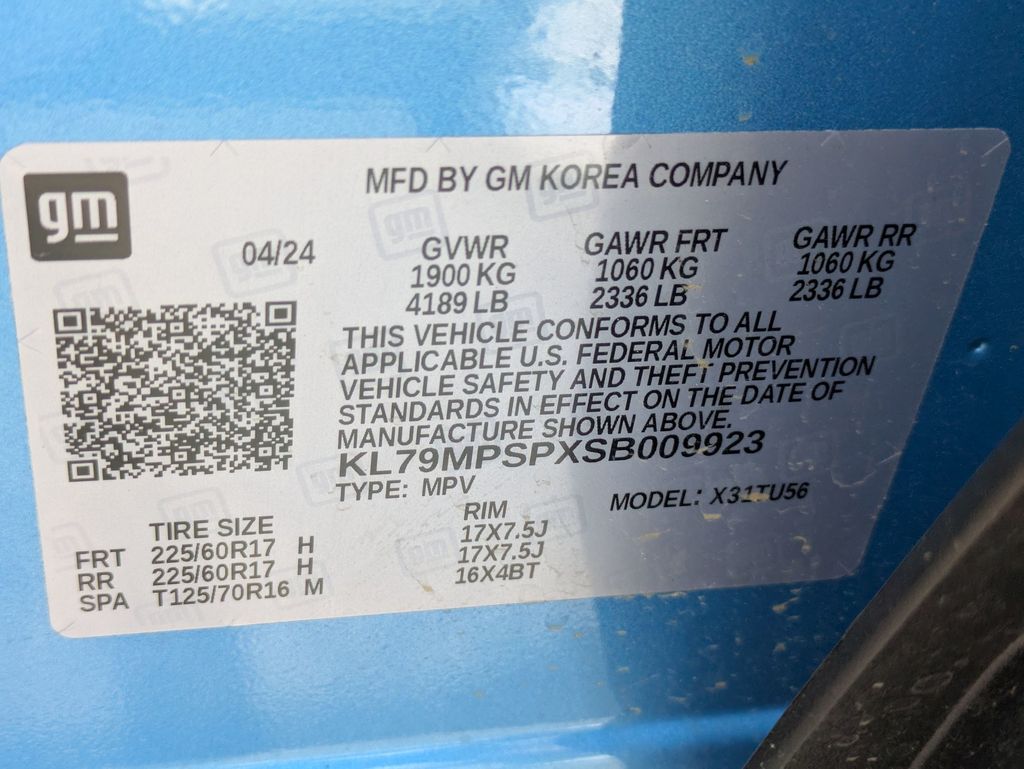 gm
MFD BY GM KOREA COMPANY
04/24 GVWR GAWR FRT GAWR RR
1900 KG 1060 KG 1060 KG
4189 LB 2336 LB 2336 LB
THIS VEHICLE CONFORMS TO ALL
APPLICABLE U.S. FEDERAL MOTOR
VEHICLE SAFETY AND THEFT PREVENTION
STANDARDS IN EFFECT ON THE DATE OF
MANUFACTURE SHOWN ABOVE.
KL79MPSPXSB009923
TYPE: MPV MODEL: X31TU56
TIRE SIZE RIM
FRT 225/60R17 H 17X7.5J
RR 225/60R17 H 17X7.5J
SPA T125/70R16 M 16X4BT